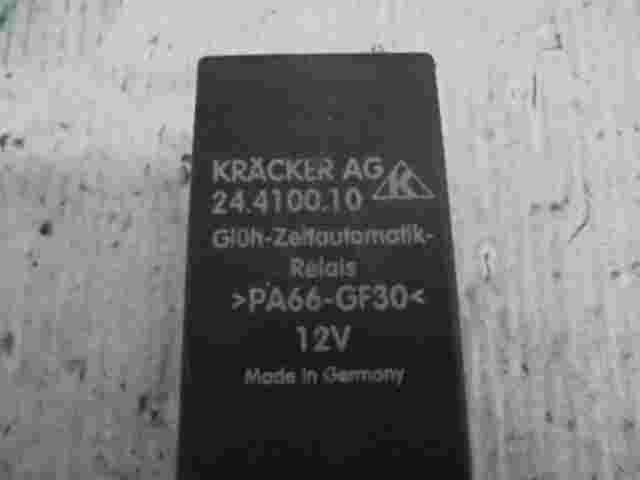 KRÄCKER AG
24.4100.10
Glüh-Zeitautomatik-
Relais
>PA66-GF30<
12V
Made in Germany